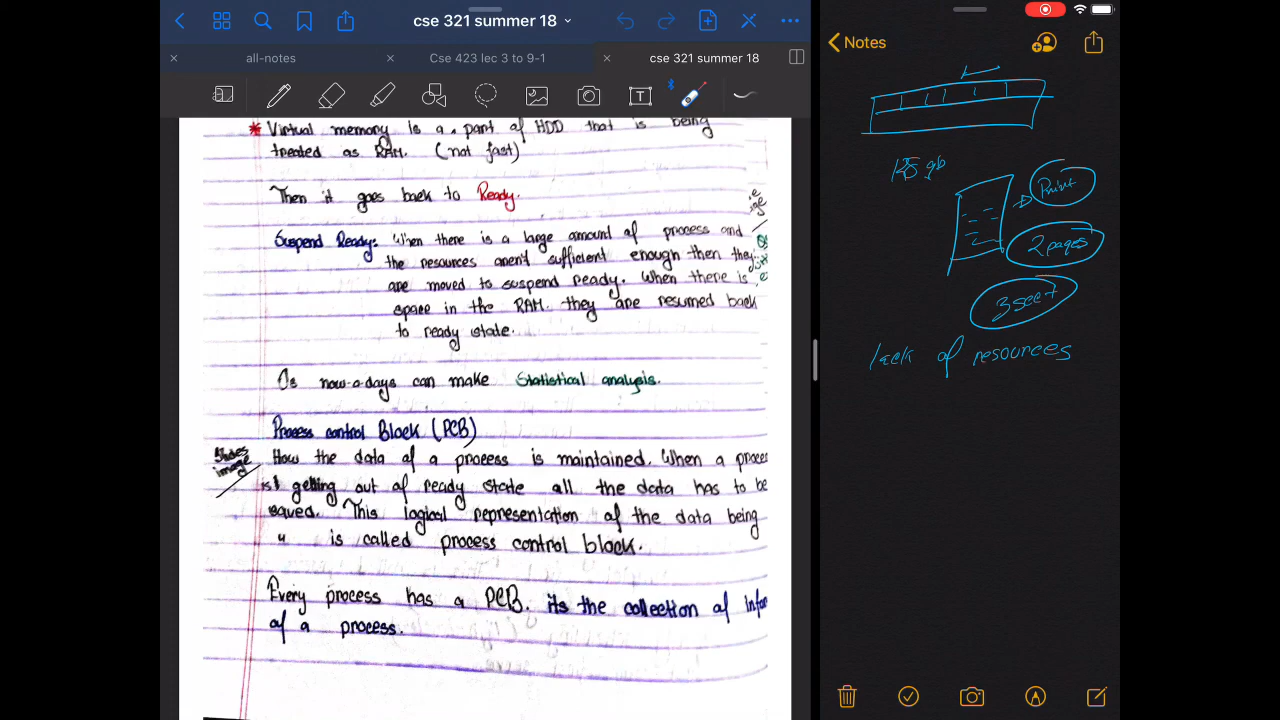 cse 321 summer 18
all-notes
Cse 423 lec 3 to 9-1
cse 321 summer 18
* Virtual memory is a part of HDD that is being
treated as RAM. (not fast)
Then it goes back to Ready.
Suspend Ready: When there is a large amount of process and
the resources aren't sufficient enough then they
are moved to suspend ready. When there is
space in the RAM they are resumed back
to ready state.
Os now-a-days can make Statistical analysis.
Process control Block (PCB)
Slides image
How the data of a process is maintained. When a proces
is getting out of ready state all the data has to be
saved. This logical representation of the data being
is called process control block.
Every process has a PCB. its the collection of infor
of a process.
Notes
gb
Print
2 pages
3 sec
lack of resources